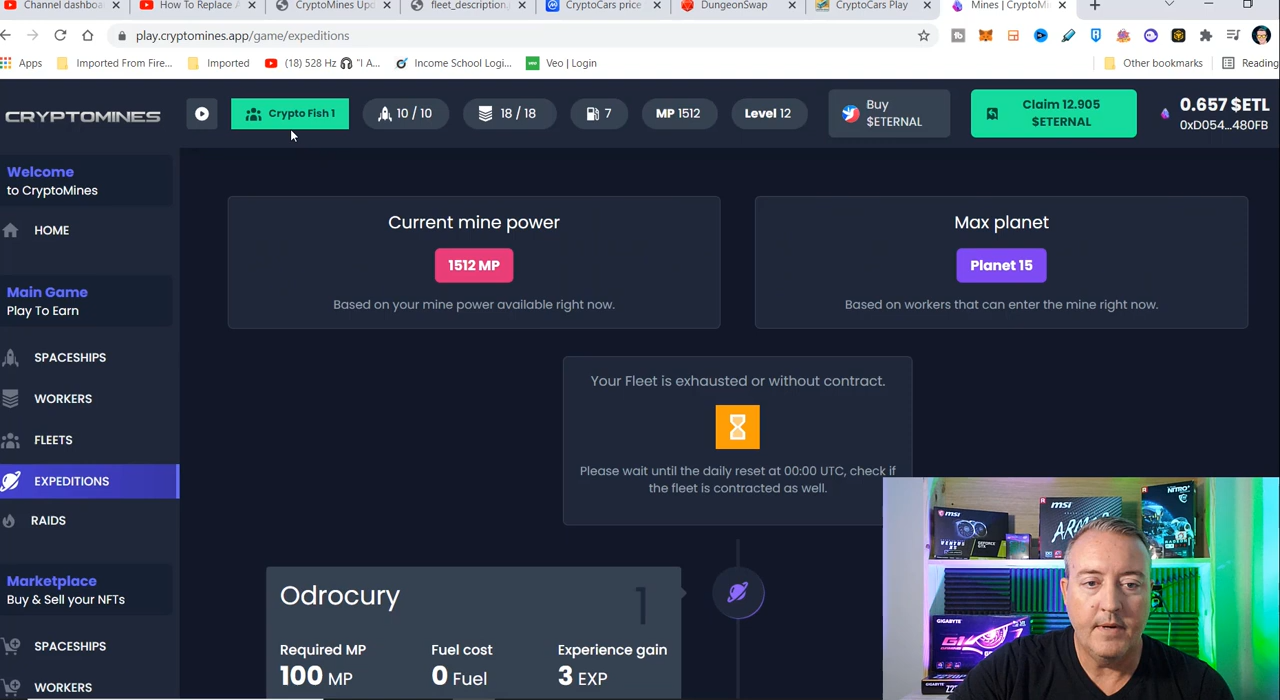 Channel dashboa
How To Replace A
CryptoMines Upd
fleet_description.
CryptoCars price
DungeonSwap
CryptoCars Play
Mines | CryptoMi
play.cryptomines.app/game/expeditions
Apps
Imported From Fire...
Imported
(18) 528 Hz 🎧 "I A...
Income School Logi...
Veo | Login
Other bookmarks
Reading
CRYPTOMINES
Crypto Fish 1
10 / 10
18 / 18
7
MP 1512
Level 12
Buy
$ETERNAL
Claim 12.905
$ETERNAL
0.657 $ETL
0xD054...480FB
Welcome
to CryptoMines
HOME
Main Game
Play To Earn
SPACESHIPS
WORKERS
FLEETS
EXPEDITIONS
RAIDS
Marketplace
Buy & Sell your NFTs
SPACESHIPS
WORKERS
Current mine power
1512 MP
Based on your mine power available right now.
Max planet
Planet 15
Based on workers that can enter the mine right now.
Your Fleet is exhausted or without contract.
Please wait until the daily reset at 00:00 UTC, check if
the fleet is contracted as well.
Odrocury
1
Required MP
100 MP
Fuel cost
0 Fuel
Experience gain
3 EXP
msi
VENTUS
msi
ARMOR
NITRO+
GIGABYTE